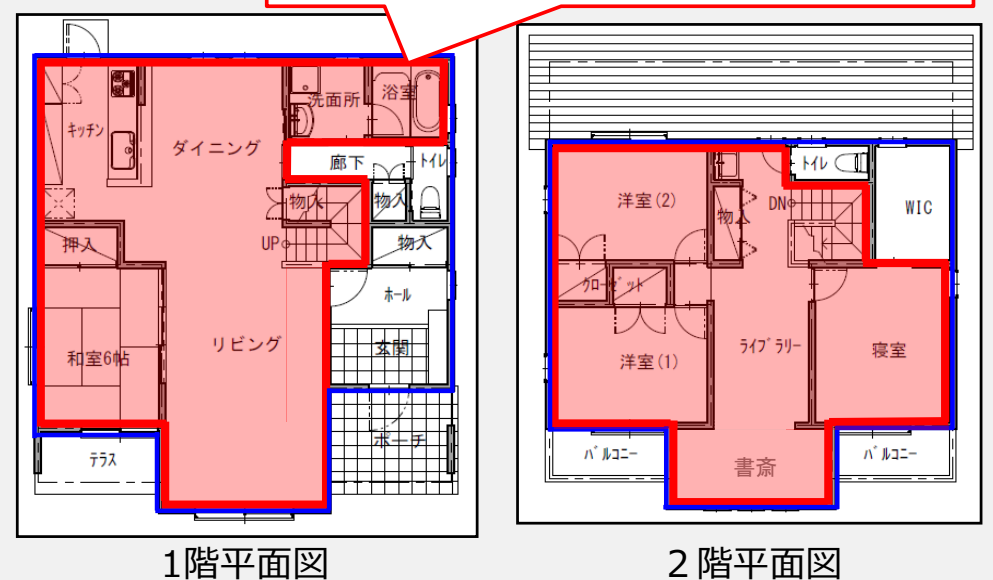 キッチン
ダイニング
洗面所
浴室
廊下
トイレ
物入
物入
押入
UP
物入
ホール
和室6帖
リビング
玄関
テラス
ポーチ
1階平面図
洋室(2)
物入
トイレ
DN
WIC
クローゼット
洋室(1)
ライブラリー
寝室
バルコニー
書斎
バルコニー
2階平面図